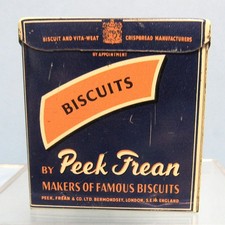 BISCUIT AND VITA-WEAT CRISPBREAD MANUFACTURERS
BY APPOINTMENT
BISCUITS
BY Peek Frean
MAKERS OF FAMOUS BISCUITS
PEEK, FREAN & CO. LTD. BERMONDSEY, LONDON, S.E.16 ENGLAND